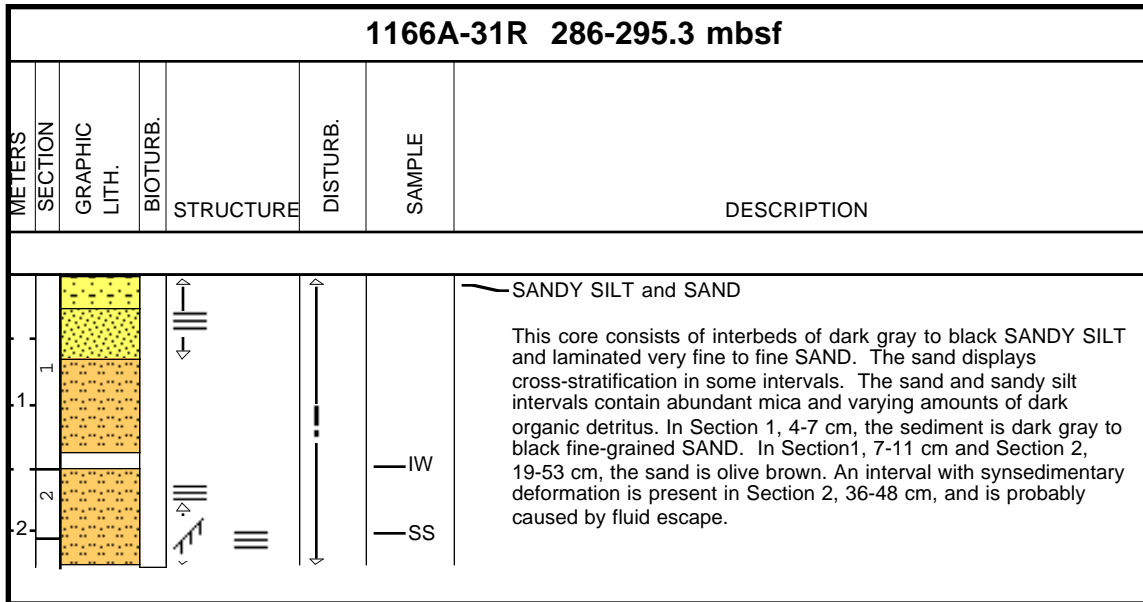 1166A-31R 286-295.3 mbsf
METERS
SECTION
GRAPHIC
LITH.
BIOTURB.
STRUCTURE
DISTURB.
SAMPLE
DESCRIPTION
1
1
2
2
IW
SS
SANDY SILT and SAND
This core consists of interbeds of dark gray to black SANDY SILT
and laminated very fine to fine SAND. The sand displays
cross-stratification in some intervals. The sand and sandy silt
intervals contain abundant mica and varying amounts of dark
organic detritus. In Section 1, 4-7 cm, the sediment is dark gray to
black fine-grained SAND. In Section1, 7-11 cm and Section 2,
19-53 cm, the sand is olive brown. An interval with synsedimentary
deformation is present in Section 2, 36-48 cm, and is probably
caused by fluid escape.